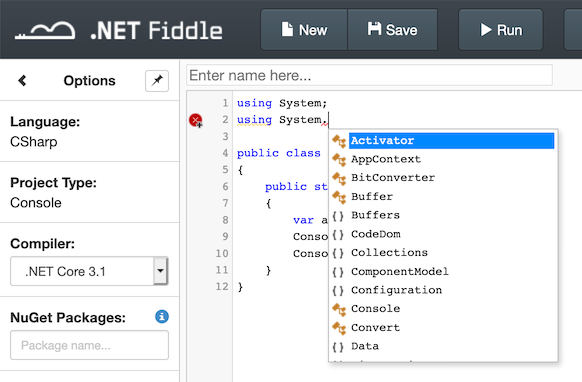 .NET Fiddle
New
Save
Run
Options
Enter name here...
Language:
CSharp
Project Type:
Console
Compiler:
.NET Core 3.1
NuGet Packages:
Package name...
1 using System;
2 using System.
3
4 public class
5 {
6 public st
7 {
8 var a
9 Conso
10 Conso
11 }
12 }
Activator
AppContext
BitConverter
Buffer
{} Buffers
{} CodeDom
{} Collections
{} ComponentModel
{} Configuration
Console
Convert
{} Data